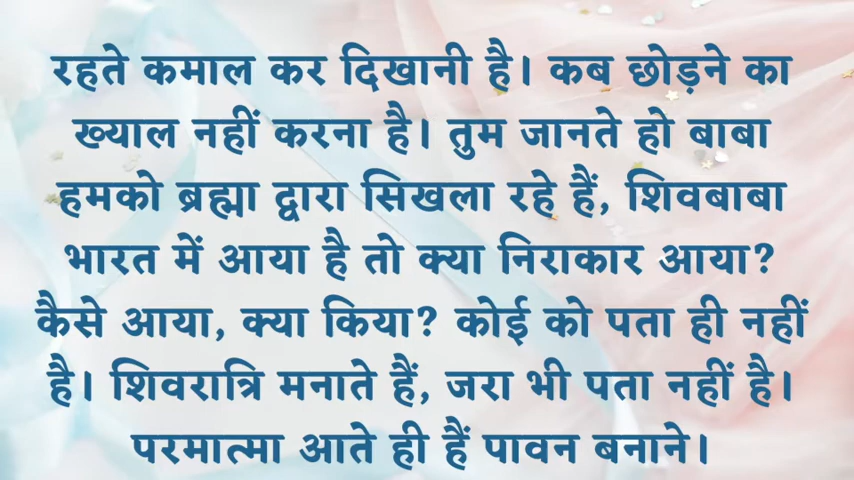 रहते कमाल कर दिखानी है। कब छोड़ने का
ख्याल नहीं करना है। तुम जानते हो बाबा
हमको ब्रह्मा द्वारा सिखला रहे हैं, शिवबाबा
भारत में आया है तो क्या निराकार आया?
कैसे आया, क्या किया? कोई को पता ही नहीं
है। शिवरात्रि मनाते हैं, जरा भी पता नहीं है।
परमात्मा आते ही हैं पावन बनाने।